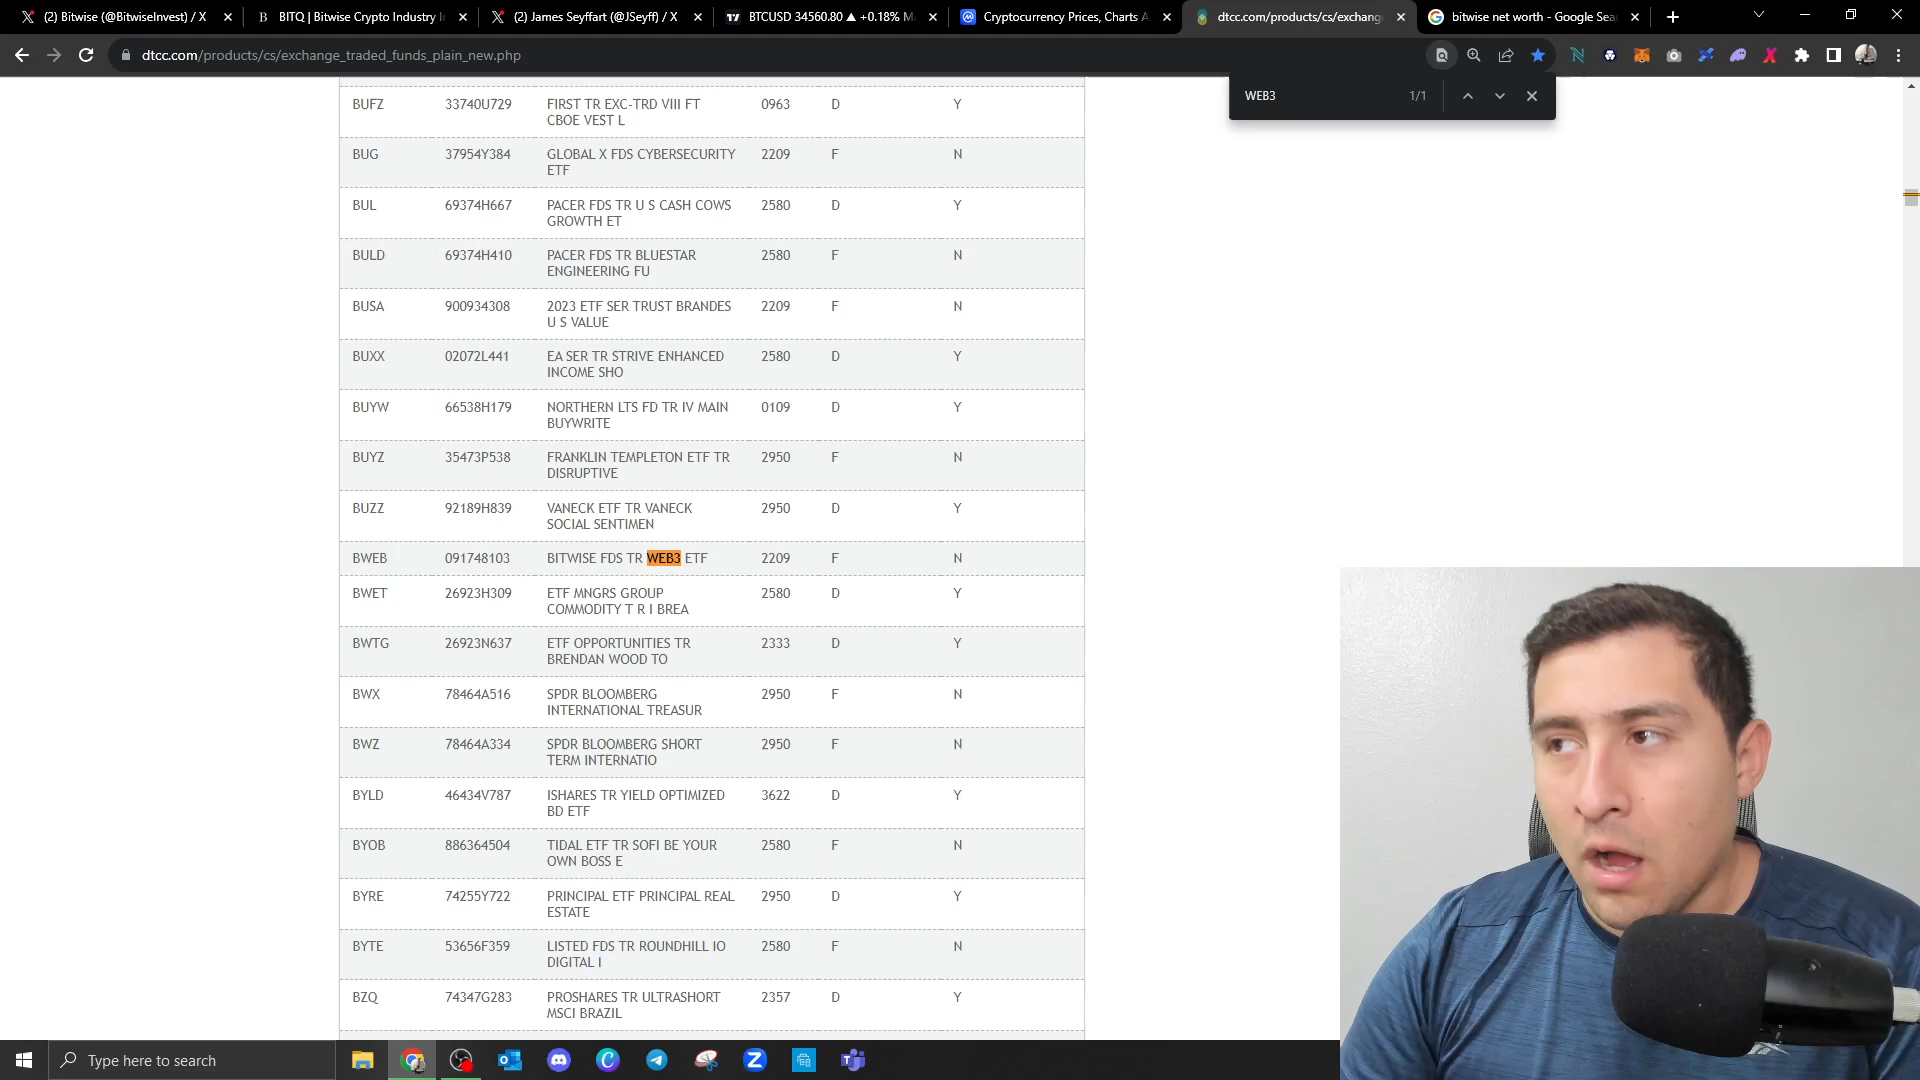 (2) Bitwise (@BitwiseInvest) / X
BITQ | Bitwise Crypto Industry I
(2) James Seyffart (@JSeyff) / X
BTCUSD 34560.80 ▲ +0.18% M
Cryptocurrency Prices, Charts A
dtcc.com/products/cs/exchange
bitwise net worth - Google Sea
dtcc.com/products/cs/exchange_traded_funds_plain_new.php
WEB3 1/1
BUFZ 33740U729 FIRST TR EXC-TRD VIII FT 0963 D Y
CBOE VEST L
BUG 37954Y384 GLOBAL X FDS CYBERSECURITY 2209 F N
ETF
BUL 69374H667 PACER FDS TR U S CASH COWS 2580 D Y
GROWTH ET
BULD 69374H410 PACER FDS TR BLUESTAR 2580 F N
ENGINEERING FU
BUSA 900934308 2023 ETF SER TRUST BRANDES 2209 F N
U S VALUE
BUXX 02072L441 EA SER TR STRIVE ENHANCED 2580 D Y
INCOME SHO
BUYW 66538H179 NORTHERN LTS FD TR IV MAIN 0109 D Y
BUYWRITE
BUYZ 35473P538 FRANKLIN TEMPLETON ETF TR 2950 F N
DISRUPTIVE
BUZZ 92189H839 VANECK ETF TR VANECK 2950 D Y
SOCIAL SENTIMEN
BWEB 091748103 BITWISE FDS TR WEB3 ETF 2209 F N
BWET 26923H309 ETF MNGRS GROUP 2580 D Y
COMMODITY T R I BREA
BWTG 26923N637 ETF OPPORTUNITIES TR 2333 D Y
BRENDAN WOOD TO
BWX 78464A516 SPDR BLOOMBERG 2950 F N
INTERNATIONAL TREASUR
BWZ 78464A334 SPDR BLOOMBERG SHORT 2950 F N
TERM INTERNATIO
BYLD 46434V787 ISHARES TR YIELD OPTIMIZED 3622 D Y
BD ETF
BYOB 886364504 TIDAL ETF TR SOFI BE YOUR 2580 F N
OWN BOSS E
BYRE 74255Y722 PRINCIPAL ETF PRINCIPAL REAL 2950 D Y
ESTATE
BYTE 53656F359 LISTED FDS TR ROUNDHILL IO 2580 F N
DIGITAL I
BZQ 74347G283 PROSHARES TR ULTRASHORT 2357 D Y
MSCI BRAZIL
Type here to search